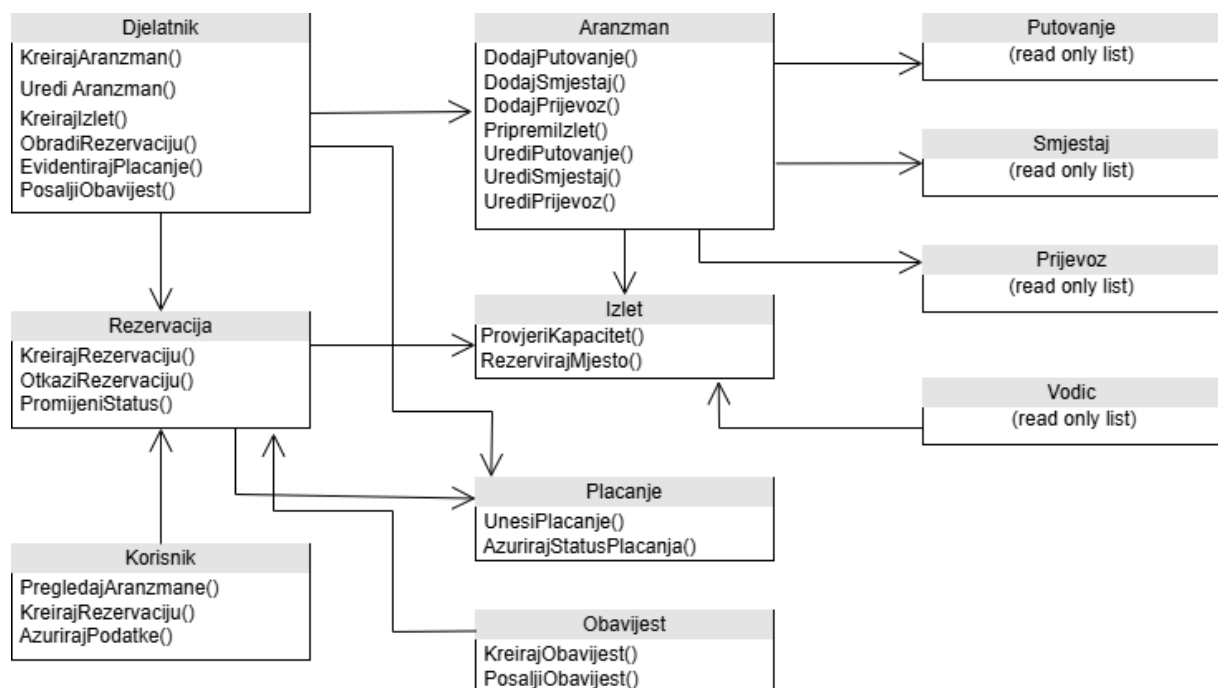 Djelatnik
KreirajAranzman()
Uredi Aranzman()
KreirajIzlet()
ObradiRezervaciju()
EvidentirajPlacanje()
PosaljiObavijest()
Aranzman
DodajPutovanje()
DodajSmjestaj()
DodajPrijevoz()
PripremiIzlet()
UrediPutovanje()
UrediSmjestaj()
UrediPrijevoz()
Putovanje
(read only list)
Smjestaj
(read only list)
Prijevoz
(read only list)
Rezervacija
KreirajRezervaciju()
OtkaziRezervaciju()
PromijeniStatus()
Izlet
ProvjeriKapacitet()
RezervirajMjesto()
Vodic
(read only list)
Placanje
UnesiPlacanje()
AzurirajStatusPlacanja()
Korisnik
PregledajAranzmane()
KreirajRezervaciju()
AzurirajPodatke()
Obavijest
KreirajObavijest()
PosaljiObavijest()